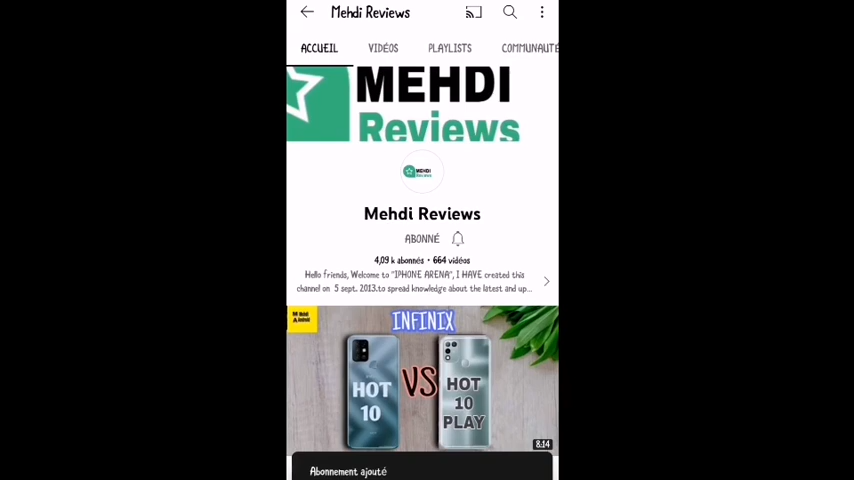 Mehdi Reviews
ACCUEIL VIDÉOS PLAYLISTS COMMUNAUTÉ
MEHDI
Reviews
MEHDI
Reviews
Mehdi Reviews
ABONNÉ
4,09 k abonnés • 664 vidéos
Hello friends, Welcome to "IPHONE ARENA", I HAVE created this
channel on 5 sept. 2013.to spread knowledge about the latest and up...
INFINIX
HOT
10
VS
HOT
10
PLAY
8:14
Abonnement ajouté